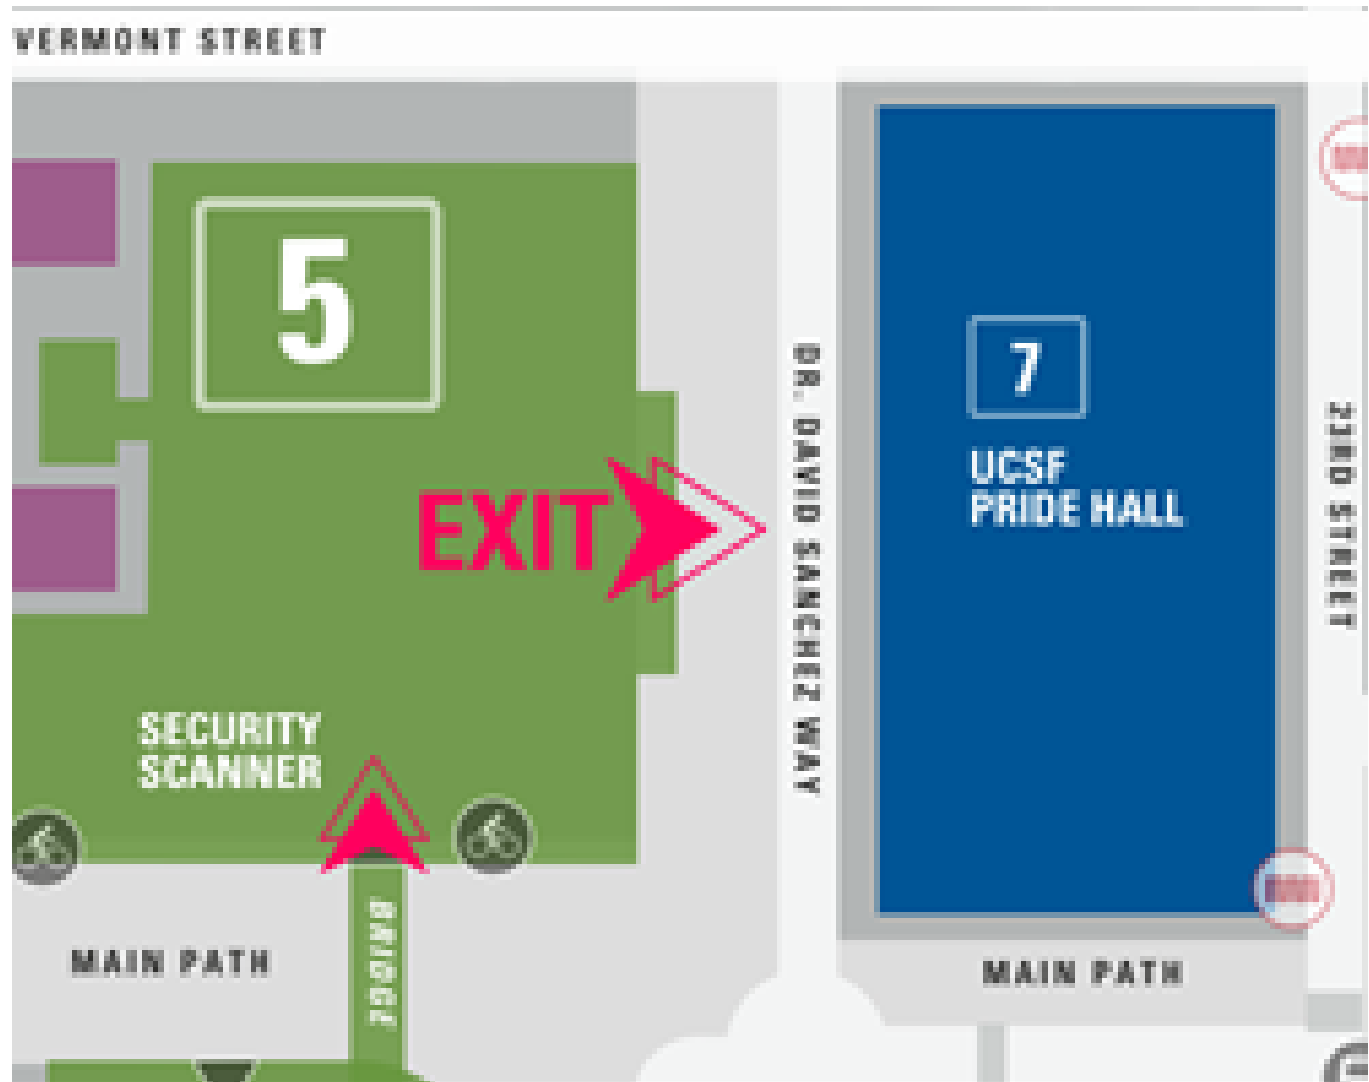 VERMONT STREET
5
7
UCSF
PRIDE HALL
EXIT
DR. DAVID SANCHEZ WAY
23RD STREET
SECURITY
SCANNER
BRIDGE
MAIN PATH
MAIN PATH